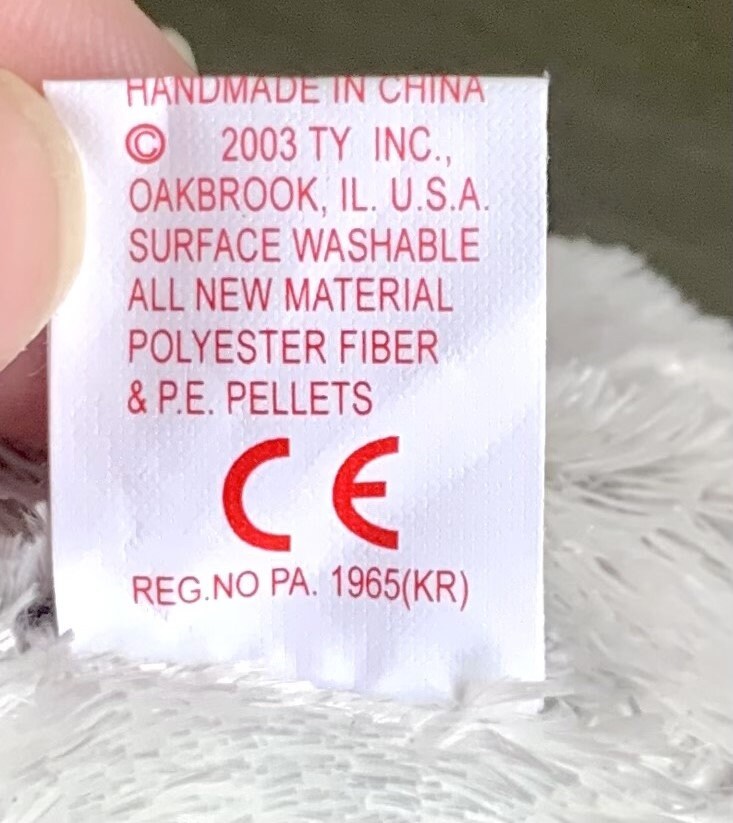 HANDMADE IN CHINA
© 2003 TY INC.,
OAKBROOK, IL. U.S.A.
SURFACE WASHABLE
ALL NEW MATERIAL
POLYESTER FIBER
& P.E. PELLETS
CE
REG.NO PA. 1965(KR)